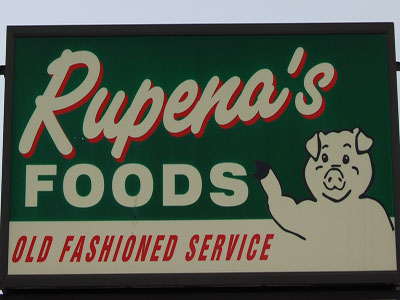 Rupena's
FOODS
OLD FASHIONED SERVICE